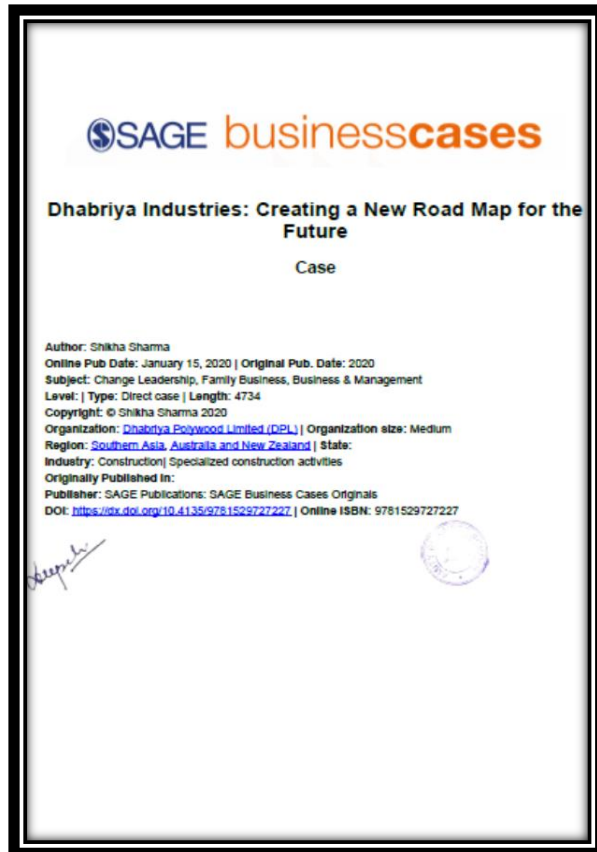 SAGE businesscases
Dhabriya Industries: Creating a New Road Map for the
Future
Case
Author: Shikha Sharma
Online Pub Date: January 15, 2020 | Original Pub. Date: 2020
Subject: Change Leadership, Family Business, Business & Management
Level: | Type: Direct case | Length: 4734
Copyright: © Shikha Sharma 2020
Organization: Dhabriya Polywood Limited (DPL) | Organization size: Medium
Region: Southern Asia, Australia and New Zealand | State:
Industry: Construction| Specialized construction activities
Originally Published in:
Publisher: SAGE Publications: SAGE Business Cases Originals
DOI: https://dx.doi.org/10.4135/9781529727227 | Online ISBN: 9781529727227